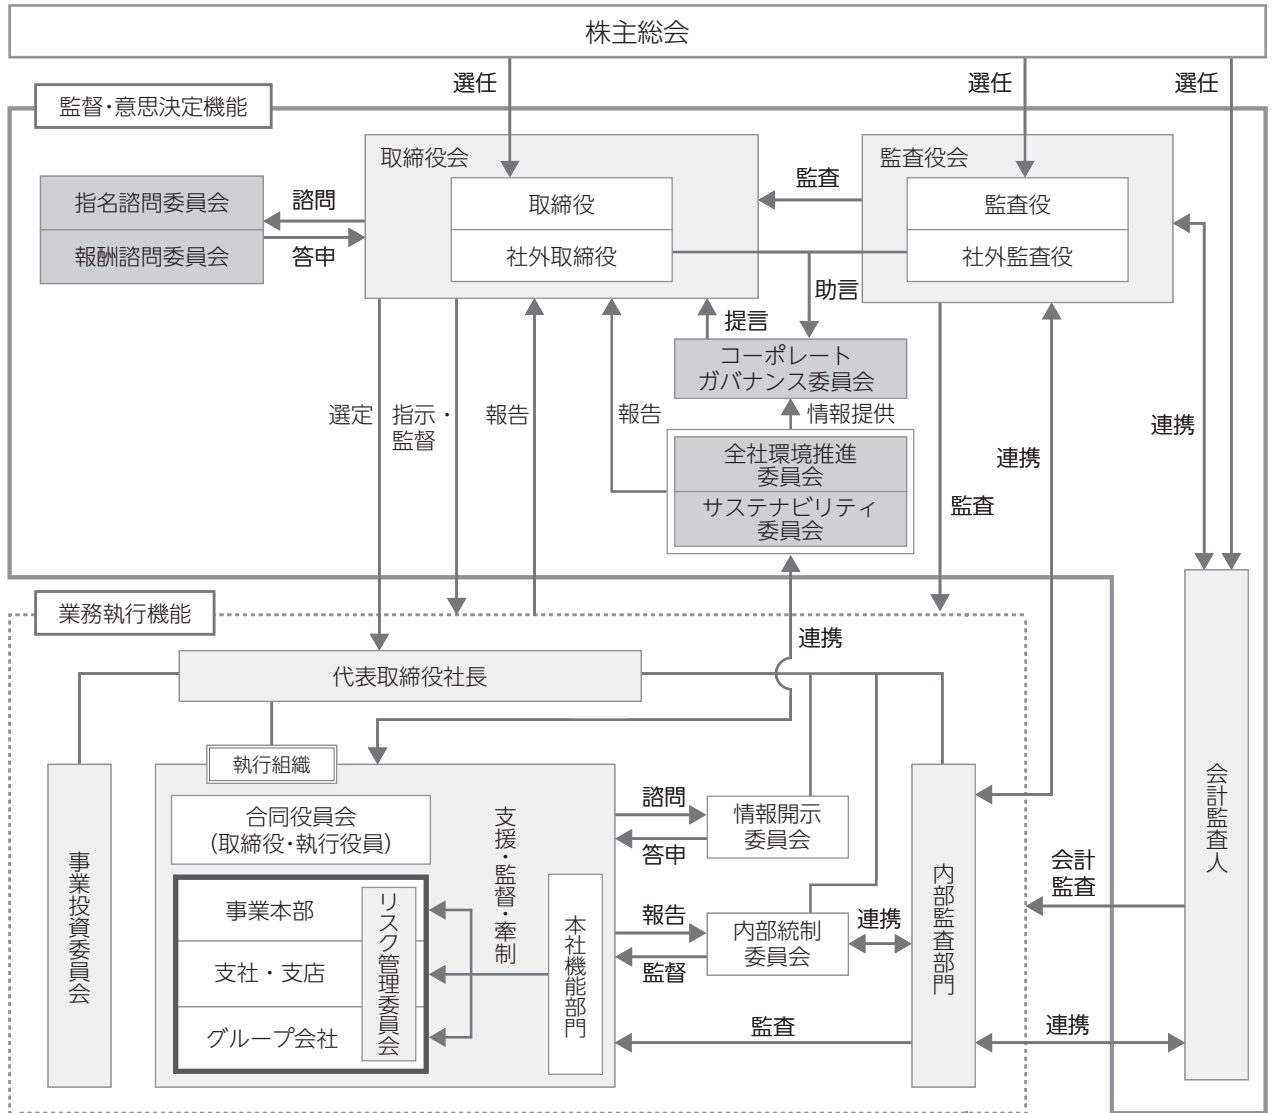 株主総会
選任
選任
選任
監督・意思決定機能
取締役会
監査役会
指名諮問委員会
報酬諮問委員会
諮問
答申
取締役
社外取締役
監査
監査役
社外監査役
助言
提言
コーポレート
ガバナンス委員会
選定
指示・
監督
報告
報告
情報提供
全社環境推進
委員会
サステナビリティ
委員会
連携
監査
連携
業務執行機能
連携
代表取締役社長
執行組織
合同役員会
(取締役・執行役員)
事業投資委員会
事業本部
支社・支店
グループ会社
リスク管理委員会
支援・監督・牽制
本社機能部門
諮問
答申
情報開示
委員会
報告
監督
内部統制
委員会
連携
監査
内部監査部門
会計
監査
連携
会計監査人